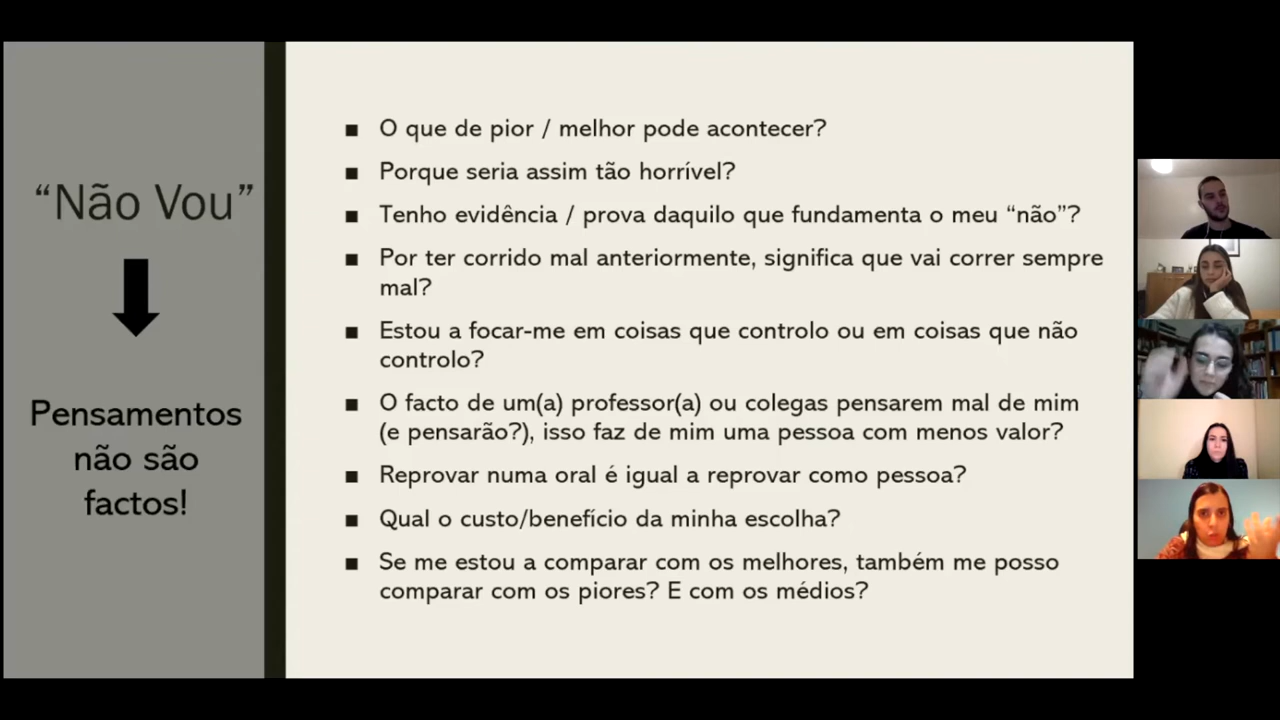 “Não Vou”
Pensamentos
não são
factos!
▪ O que de pior / melhor pode acontecer?
▪ Porque seria assim tão horrível?
▪ Tenho evidência / prova daquilo que fundamenta o meu “não”?
▪ Por ter corrido mal anteriormente, significa que vai correr sempre
mal?
▪ Estou a focar-me em coisas que controlo ou em coisas que não
controlo?
▪ O facto de um(a) professor(a) ou colegas pensarem mal de mim
(e pensarão?), isso faz de mim uma pessoa com menos valor?
▪ Reprovar numa oral é igual a reprovar como pessoa?
▪ Qual o custo/benefício da minha escolha?
▪ Se me estou a comparar com os melhores, também me posso
comparar com os piores? E com os médios?